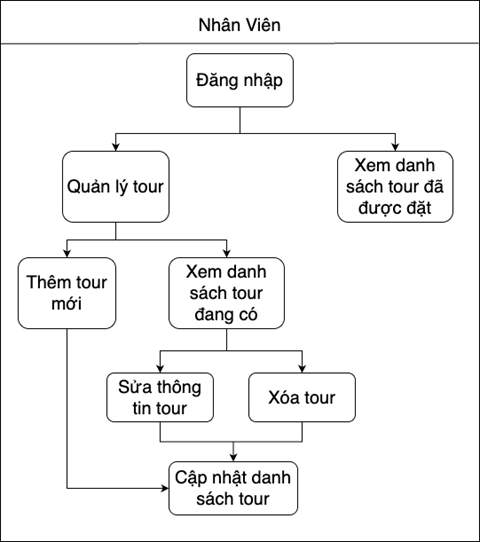 Nhân Viên
Đăng nhập
Quản lý tour
Xem danh
sách tour đã
được đặt
Thêm tour
mới
Xem danh
sách tour
đang có
Sửa thông
tin tour
Xóa tour
Cập nhật danh
sách tour